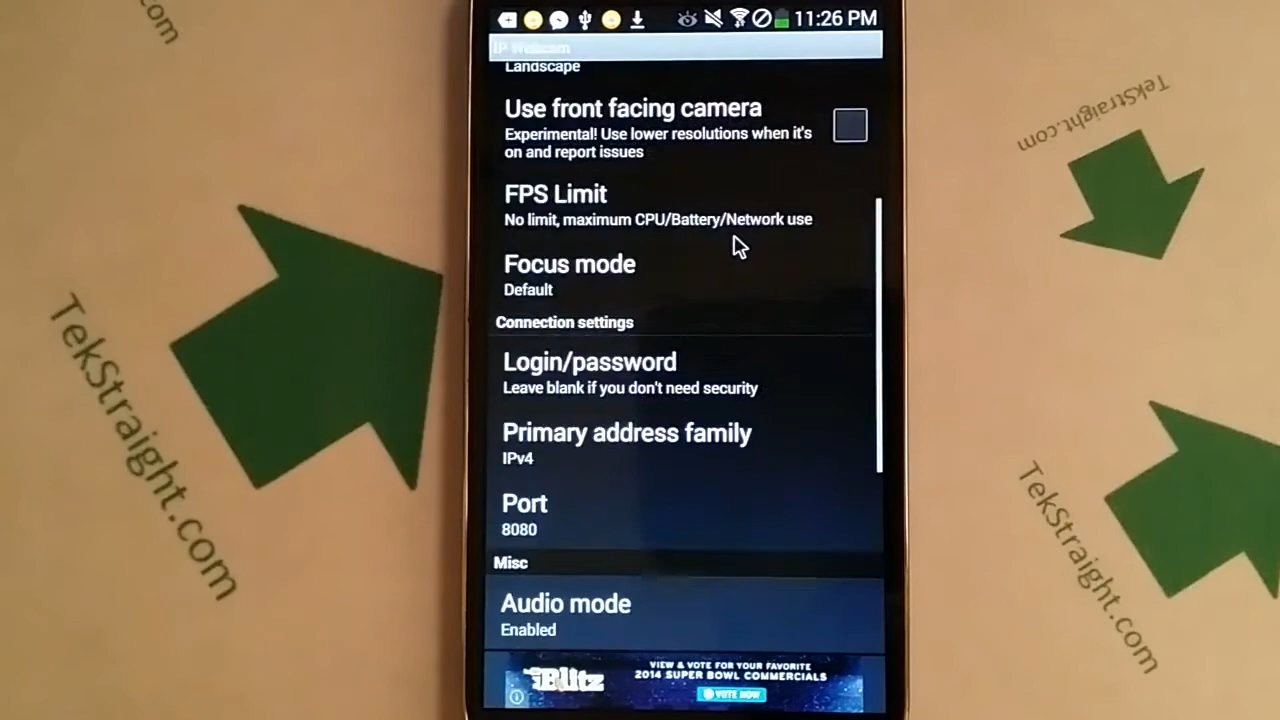 .com
11:26 PM
IP Webcam
Landscape
Use front facing camera
Experimental! Use lower resolutions when it's
on and report issues
FPS Limit
No limit, maximum CPU/Battery/Network use
Focus mode
Default
Connection settings
Login/password
Leave blank if you don't need security
Primary address family
IPv4
Port
8080
Misc
Audio mode
Enabled
Blitz
VIEW & VOTE FOR YOUR FAVORITE
2014 SUPER BOWL COMMERCIALS
VOTE NOW
TekStraight.com
TekStraight.com
TekStraight.com